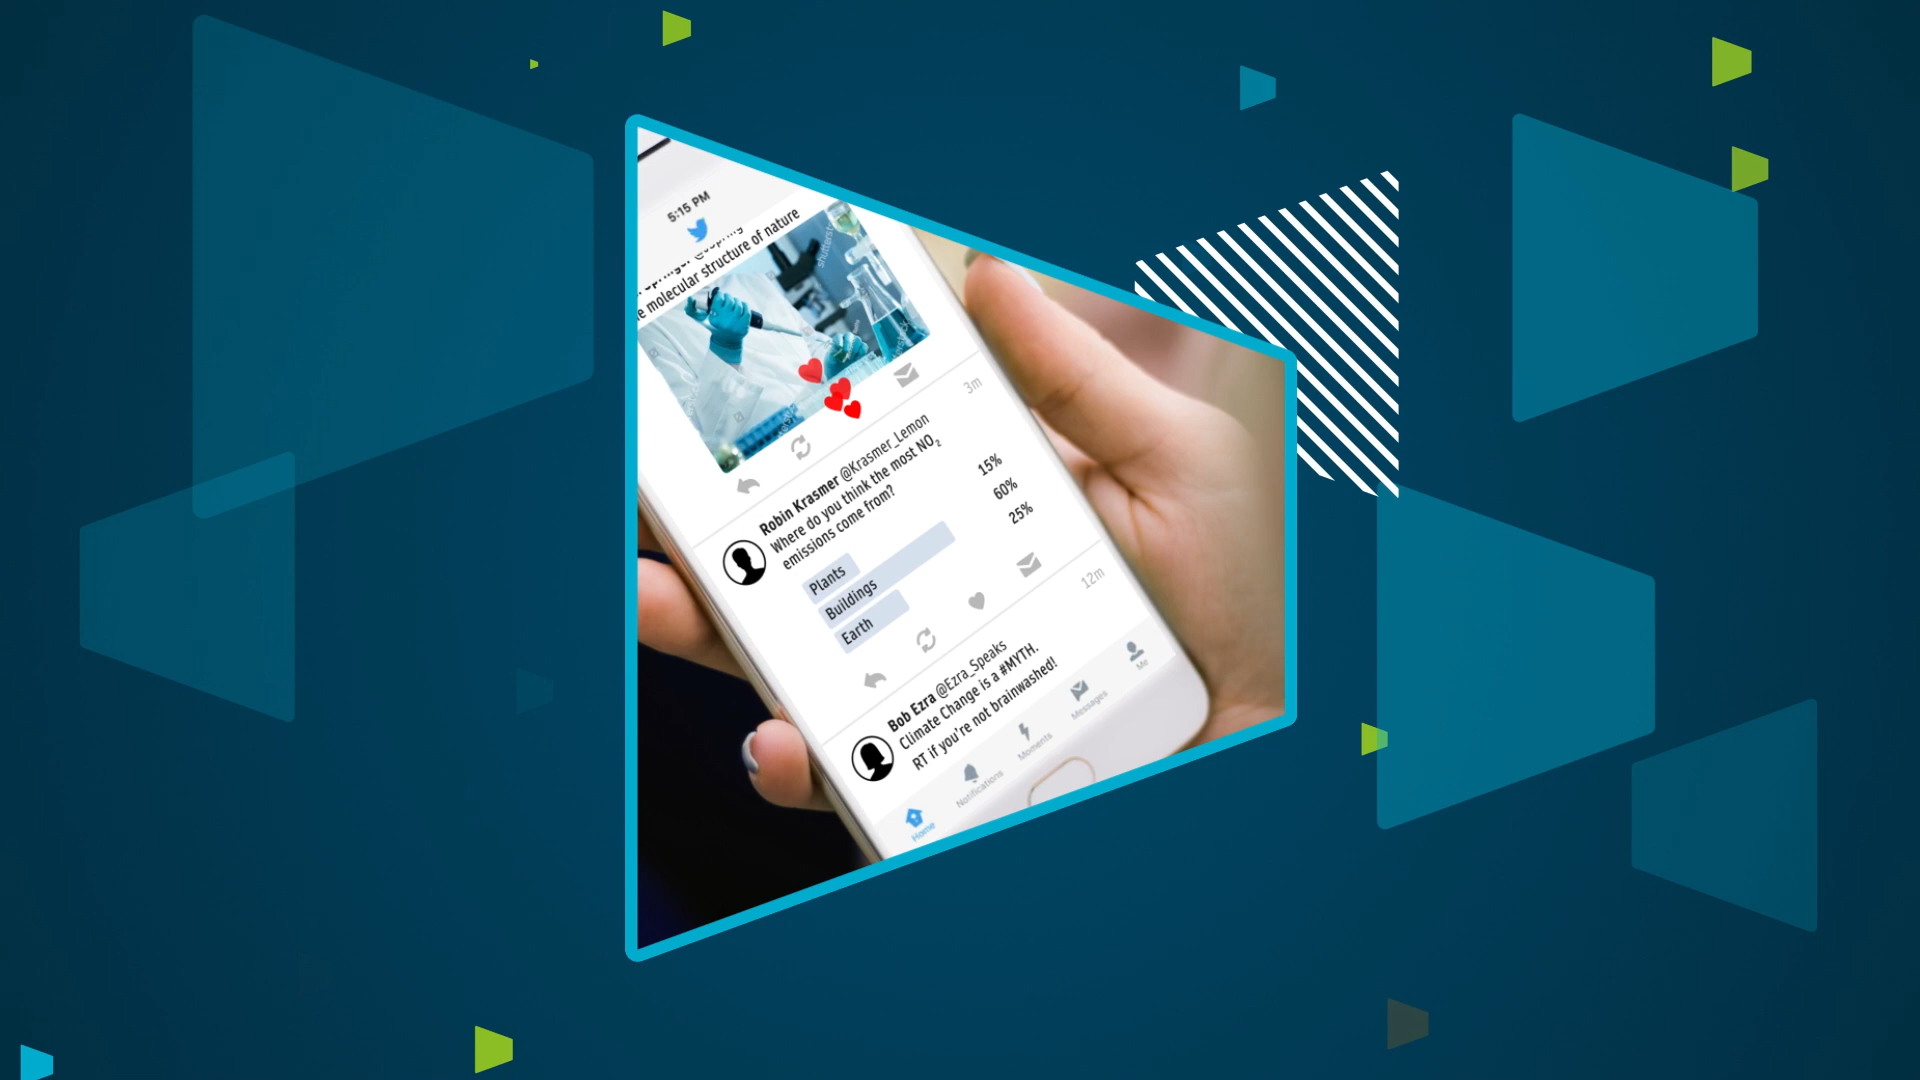 5:15 PM
molecular structure of nature
shutterst
3m
Robin Krasmer @Krasmer_Lemon
Where do you think the most NO₂
emissions come from?
Plants 15%
Buildings 60%
Earth 25%
12m
Bob Ezra @Ezra_Speaks
Climate Change is a #MYTH.
RT if you're not brainwashed!
Home
Notifications
Moments
Messages
Me